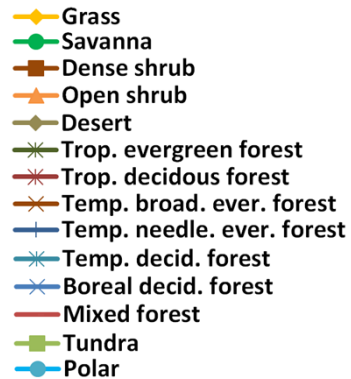 Grass
Savanna
Dense shrub
Open shrub
Desert
Trop. evergreen forest
Trop. decidous forest
Temp. broad. ever. forest
Temp. needle. ever. forest
Temp. decid. forest
Boreal decid. forest
Mixed forest
Tundra
Polar